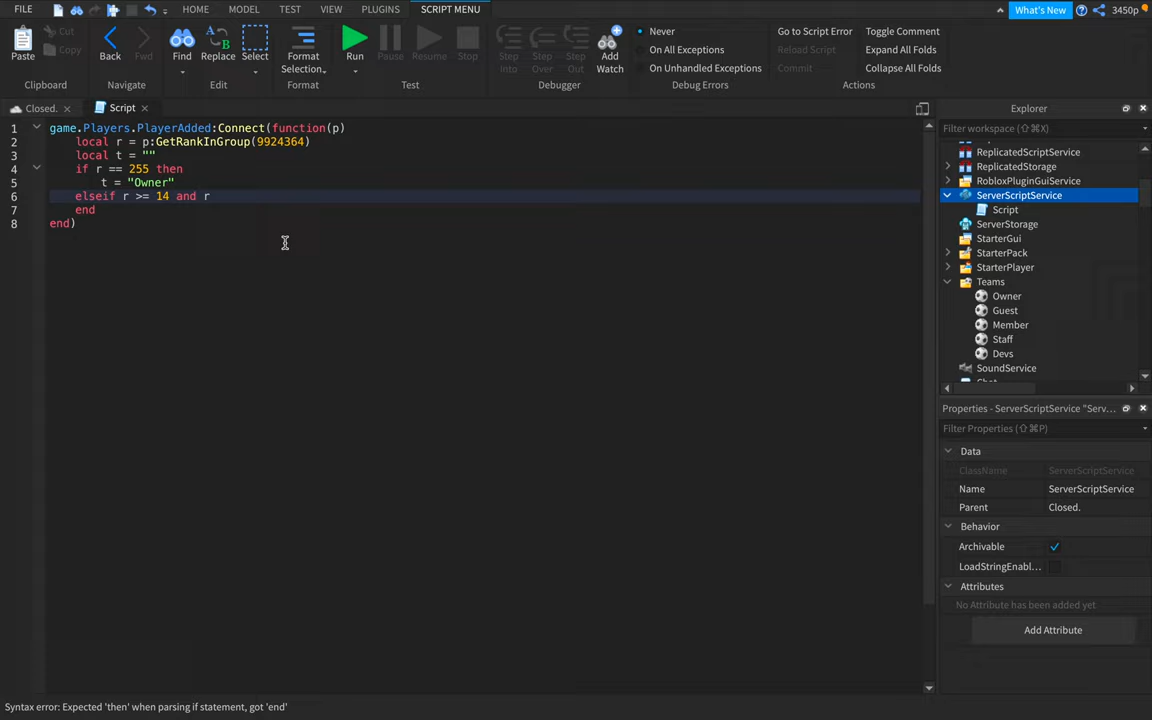 FILE HOME MODEL TEST VIEW PLUGINS SCRIPT MENU What's New 3450p
Paste Cut Copy Back Fwd Find Replace Select Format Selection Run Pause Resume Stop Step Into Step Over Step Out Add Watch
Never
On All Exceptions
On Unhandled Exceptions
Go to Script Error
Reload Script
Commit
Toggle Comment
Expand All Folds
Collapse All Folds
Clipboard Navigate Edit Format Test Debugger Debug Errors Actions
Closed. Script
1 game.Players.PlayerAdded:Connect(function(p)
2 local r = p:GetRankInGroup(9924364)
3 local t = ""
4 if r == 255 then
5 t = "Owner"
6 elseif r >= 14 and r
7 end
8 end)
Explorer
Filter workspace (⇧⌘X)
ReplicatedScriptService
ReplicatedStorage
RobloxPluginGuiService
ServerScriptService
Script
ServerStorage
StarterGui
StarterPack
StarterPlayer
Teams
Owner
Guest
Member
Staff
Devs
SoundService
Chat
Properties - ServerScriptService "Serv...
Filter Properties (⇧⌘P)
Data
ClassName ServerScriptService
Name ServerScriptService
Parent Closed.
Behavior
Archivable
LoadStringEnabl...
Attributes
No Attribute has been added yet
Add Attribute
Syntax error: Expected 'then' when parsing if statement, got 'end'